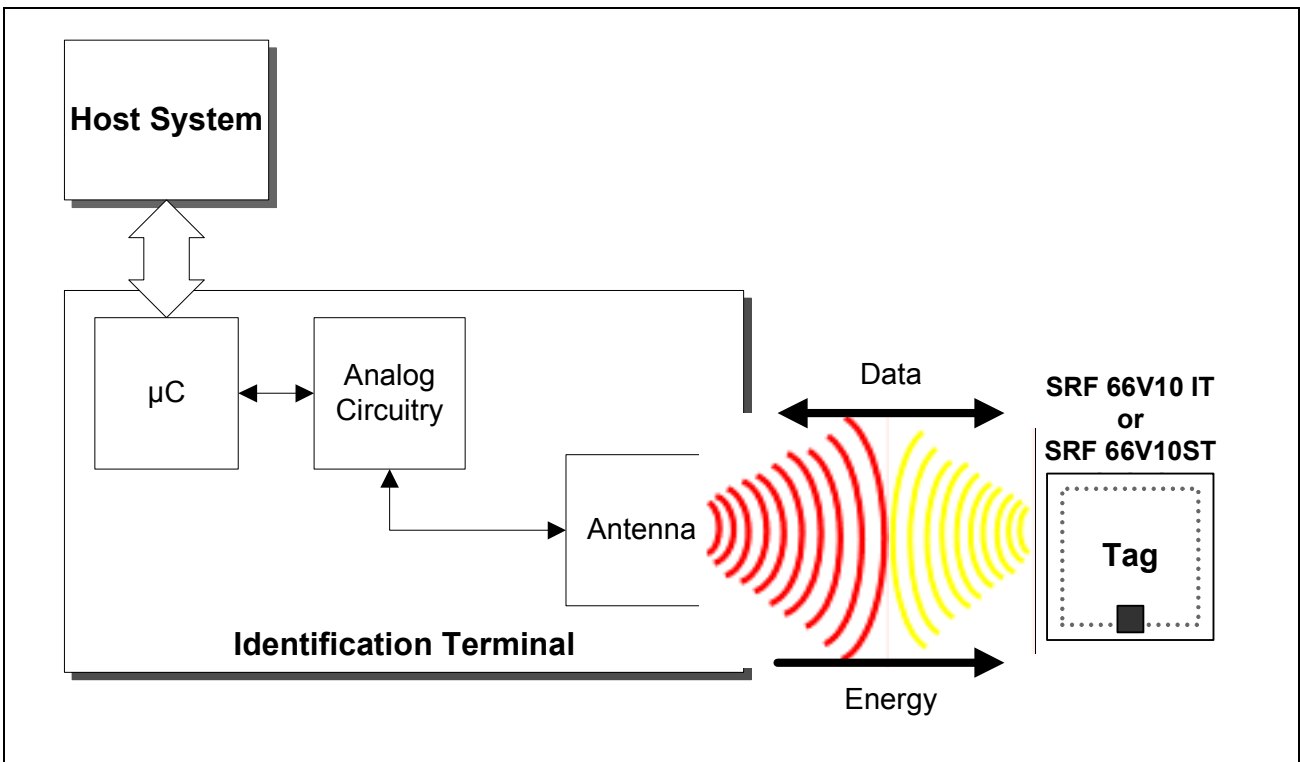 Host System
µC
Analog
Circuitry
Antenna
Identification Terminal
Data
Energy
SRF 66V10 IT
or
SRF 66V10ST
Tag